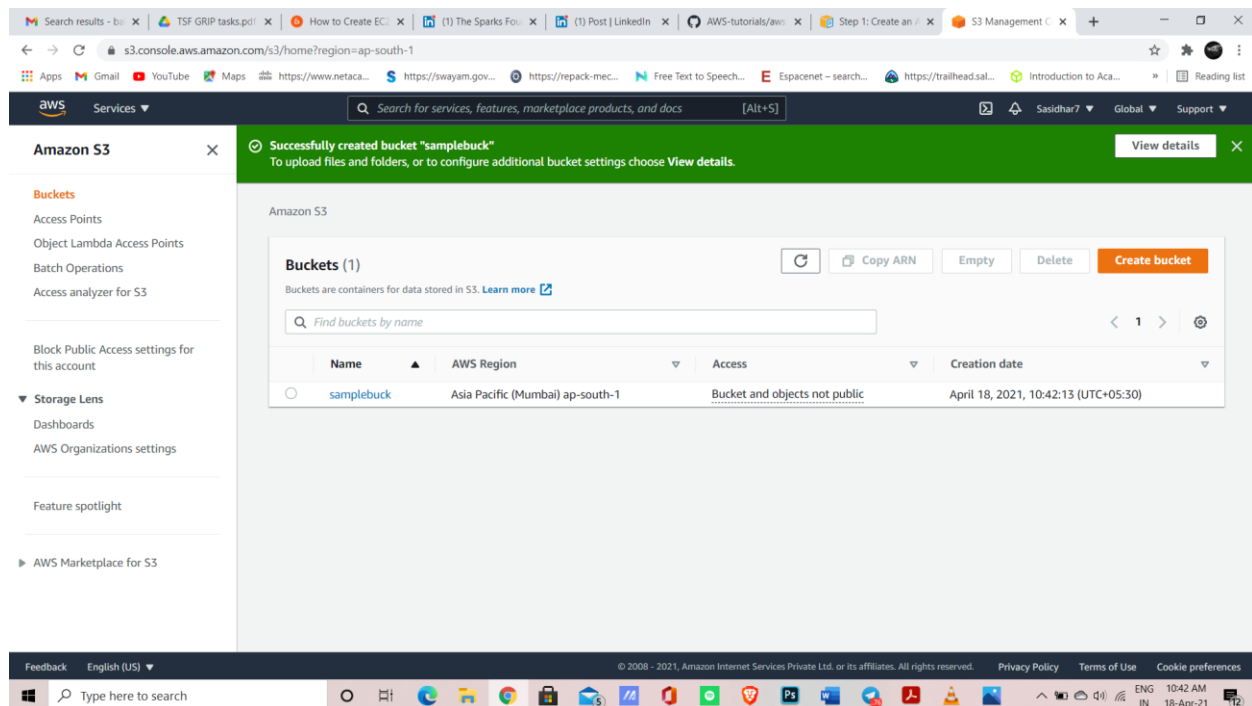 Search results - ba
TSF GRIP tasks.pdf
How to Create EC2
(1) The Sparks Foun
(1) Post | LinkedIn
AWS-tutorials/aws
Step 1: Create an A
S3 Management C
s3.console.aws.amazon.com/s3/home?region=ap-south-1
Apps
Gmail
YouTube
Maps
https://www.netaca...
https://swayam.gov...
https://repack-mec...
Free Text to Speech...
Espacenet – search...
https://trailhead.sal...
Introduction to Aca...
»
Reading list
aws
Services ▼
Search for services, features, marketplace products, and docs
[Alt+S]
Sasidhar7 ▼
Global ▼
Support ▼
Amazon S3
Successfully created bucket "samplebuck"
To upload files and folders, or to configure additional bucket settings choose View details.
View details
Buckets
Access Points
Object Lambda Access Points
Batch Operations
Access analyzer for S3
Block Public Access settings for
this account
Storage Lens
Dashboards
AWS Organizations settings
Feature spotlight
AWS Marketplace for S3
Amazon S3
Buckets (1)
Copy ARN
Empty
Delete
Create bucket
Buckets are containers for data stored in S3. Learn more
Find buckets by name
1
Name
AWS Region
Access
Creation date
samplebuck
Asia Pacific (Mumbai) ap-south-1
Bucket and objects not public
April 18, 2021, 10:42:13 (UTC+05:30)
Feedback
English (US) ▼
© 2008 - 2021, Amazon Internet Services Private Ltd. or its affiliates. All rights reserved.
Privacy Policy
Terms of Use
Cookie preferences
Type here to search
5
Ps
ENG
IN
10:42 AM
18-Apr-21
12